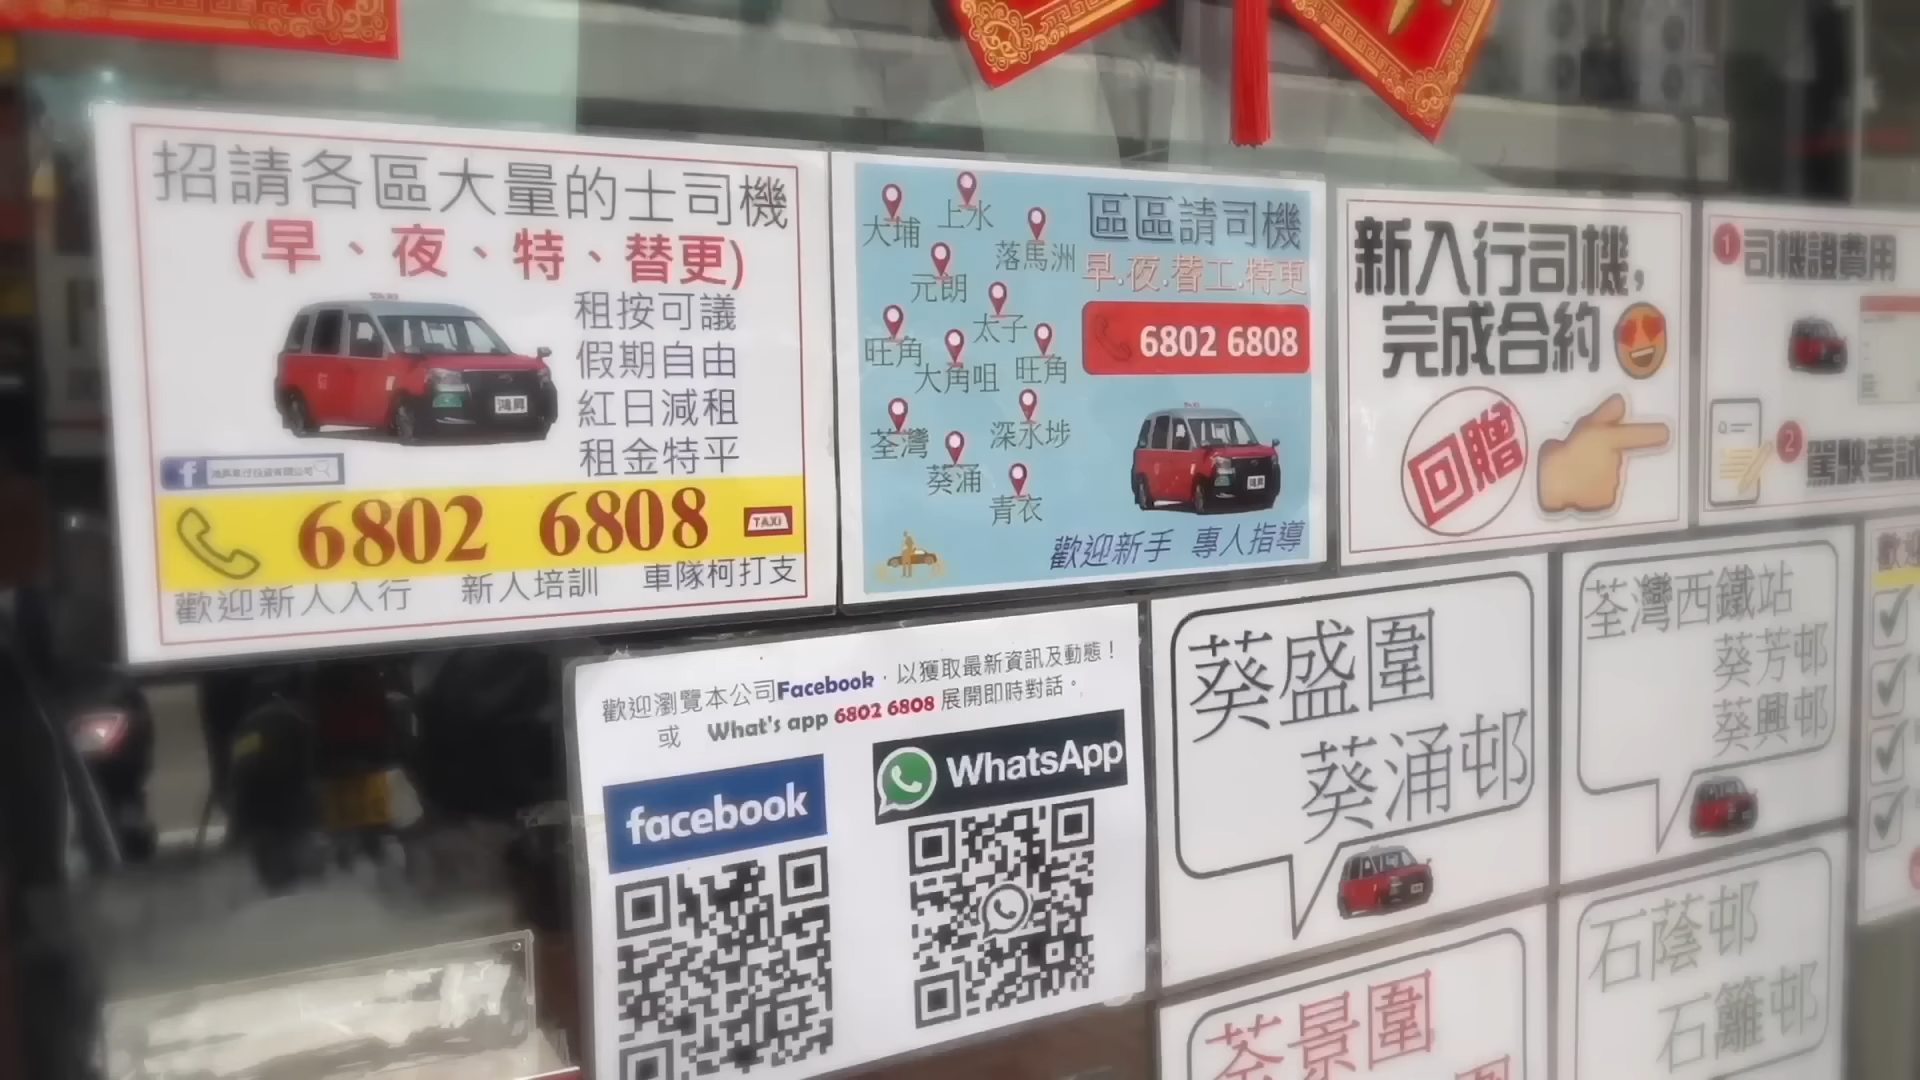 招請各區大量的士司機
(早、夜、特、替更)
租按可議
假期自由
紅日減租
租金特平
鴻興
6802 6808
TAXI
歡迎新人入行 新人培訓 車隊柯打支
大埔
上水
落馬洲
元朗
太子
旺角
大角咀
旺角
荃灣
深水埗
葵涌
青衣
區區請司機
早.夜.替工.特更
6802 6808
鴻興
歡迎新手 專人指導
新入行司機,
完成合約
回贈
1 司機證費用
2 駕駛考試
歡迎瀏覽本公司Facebook,以獲取最新資訊及動態！
或 What's app 6802 6808 展開即時對話。
facebook
WhatsApp
葵盛圍
葵涌邨
荃灣西鐵站
葵芳邨
葵興邨
荃景圍
石蔭邨
石籬邨